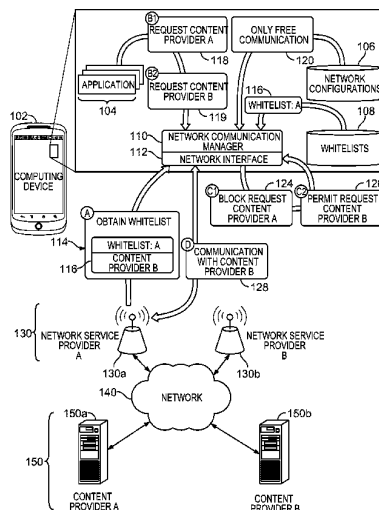 B1
REQUEST CONTENT
PROVIDER A
118
ONLY FREE
COMMUNICATION
120
106
NETWORK
CONFIGURATIONS
B2
REQUEST CONTENT
PROVIDER B
119
APPLICATION
104
116
WHITELIST: A
108
WHITELISTS
102
COMPUTING
DEVICE
110
NETWORK COMMUNICATION
MANAGER
112
NETWORK INTERFACE
C1
124
BLOCK REQUEST
CONTENT
PROVIDER A
PERMIT REQUEST
CONTENT
PROVIDER B
A
OBTAIN WHITELIST
114
WHITELIST: A
116
CONTENT
PROVIDER B
D
COMMUNICATION
WITH CONTENT
PROVIDER B
128
130
NETWORK SERVICE
PROVIDER
A
130a
NETWORK SERVICE
PROVIDER
B
130b
140
NETWORK
150a
150b
150
CONTENT
PROVIDER A
CONTENT
PROVIDER B